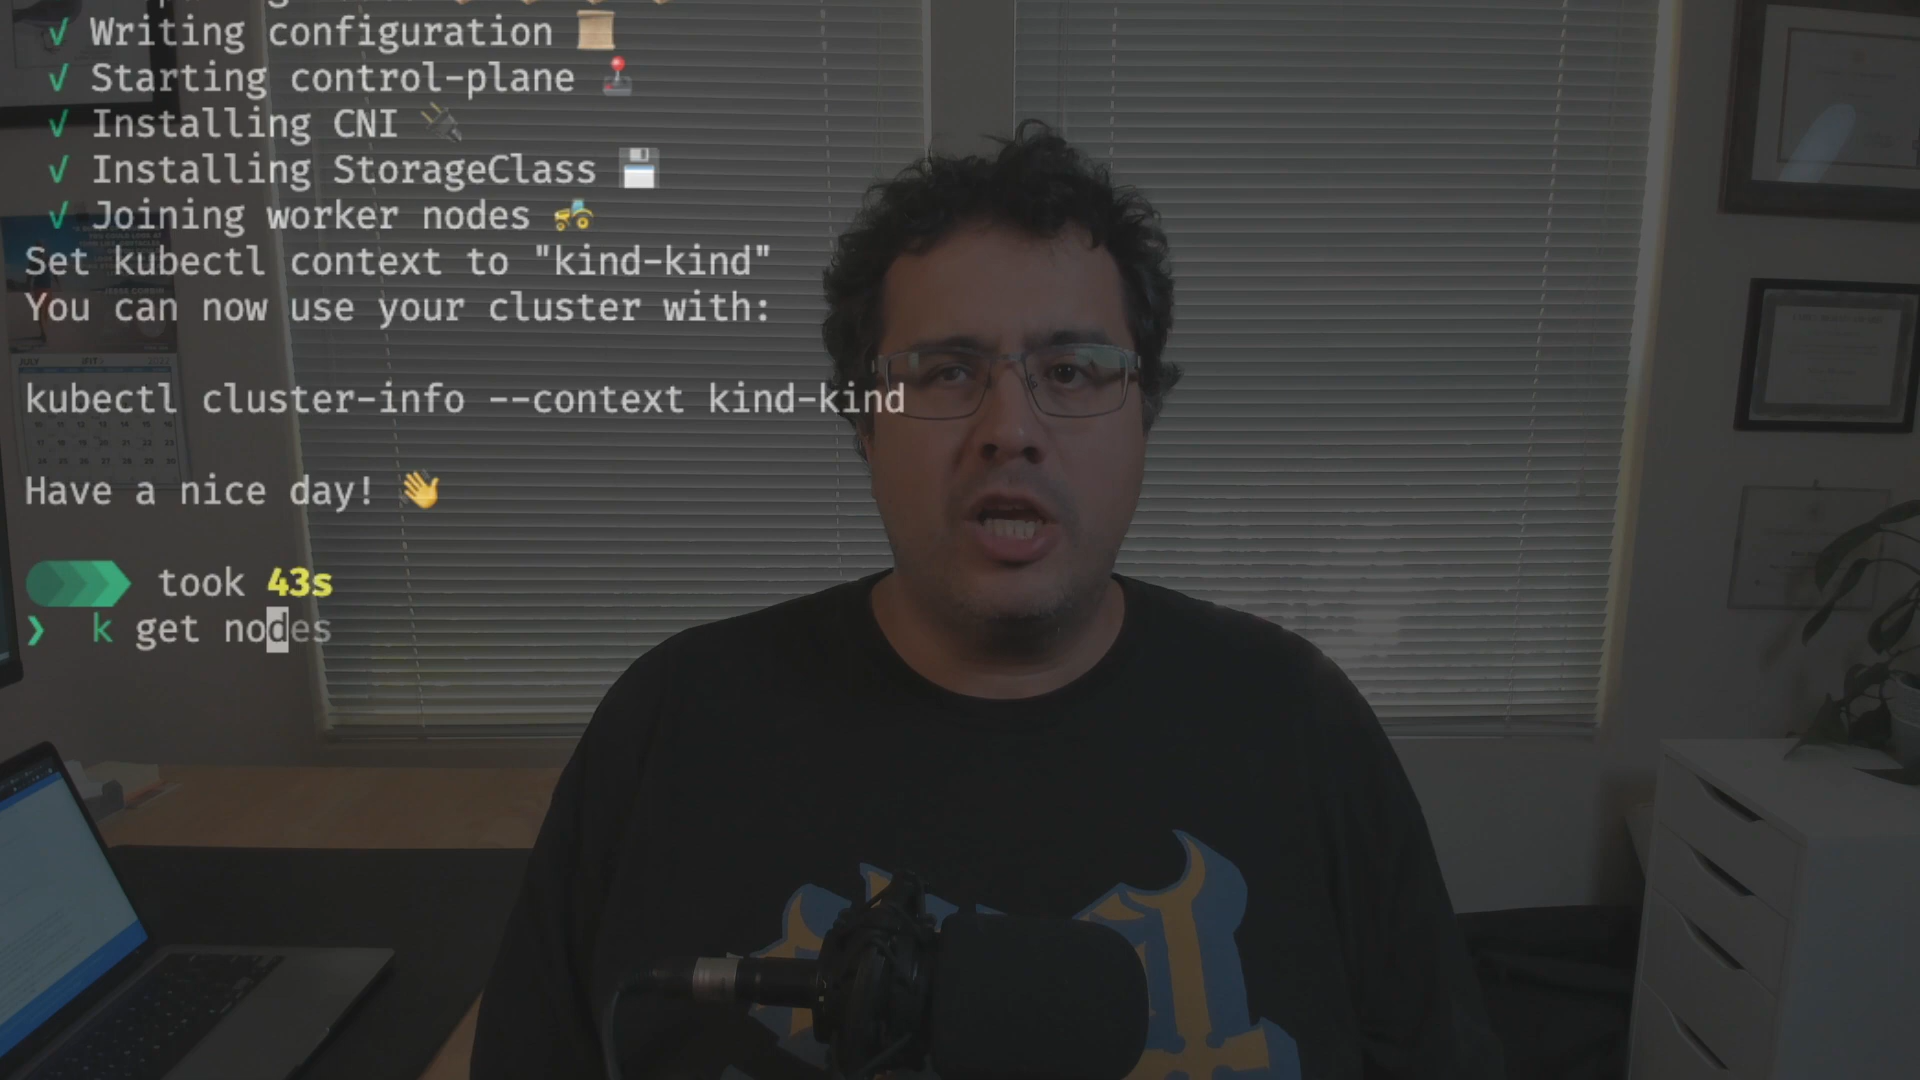 ✓ Writing configuration 📜
✓ Starting control-plane 🕹️
✓ Installing CNI 🔌
✓ Installing StorageClass 💾
✓ Joining worker nodes 🚜
Set kubectl context to "kind-kind"
You can now use your cluster with:
kubectl cluster-info --context kind-kind
Have a nice day! 👋
took 43s
❯ k get nodes
JULY
2022